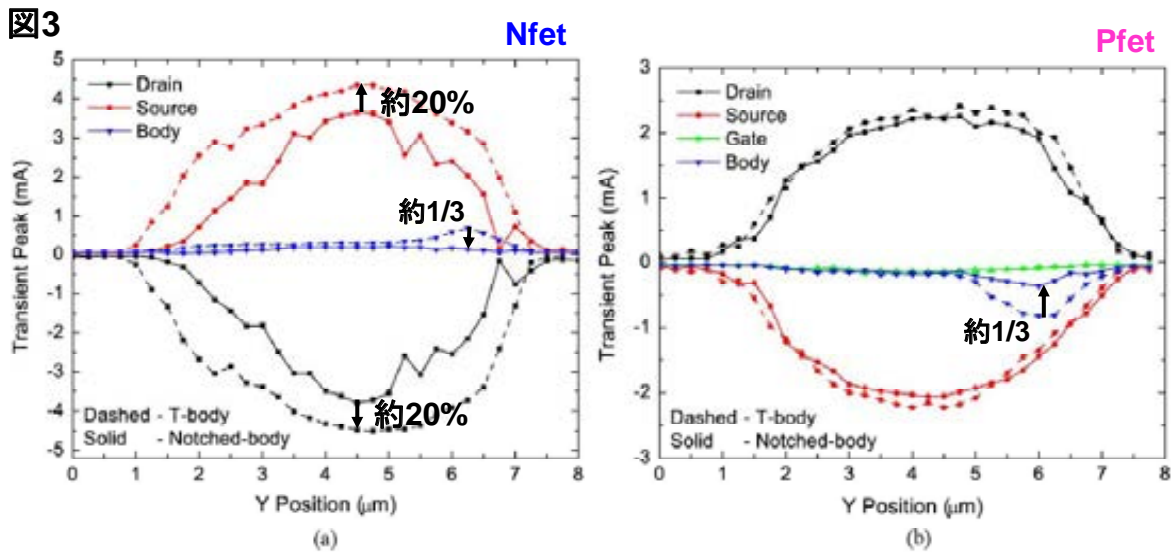 図3
Nfet
5
4
3
2
1
0
-1
-2
-3
-4
-5
Transient Peak (mA)
Drain
Source
Body
約20%
約1/3
約20%
Dashed - T-body
Solid - Notched-body
0 1 2 3 4 5 6 7 8
Y Position (μm)
(a)
Pfet
3
2
1
0
-1
-2
-3
Transient Peak (mA)
Drain
Source
Gate
Body
約1/3
Dashed - T-body
Solid - Notched-body
0 1 2 3 4 5 6 7 8
Y Position (μm)
(b)